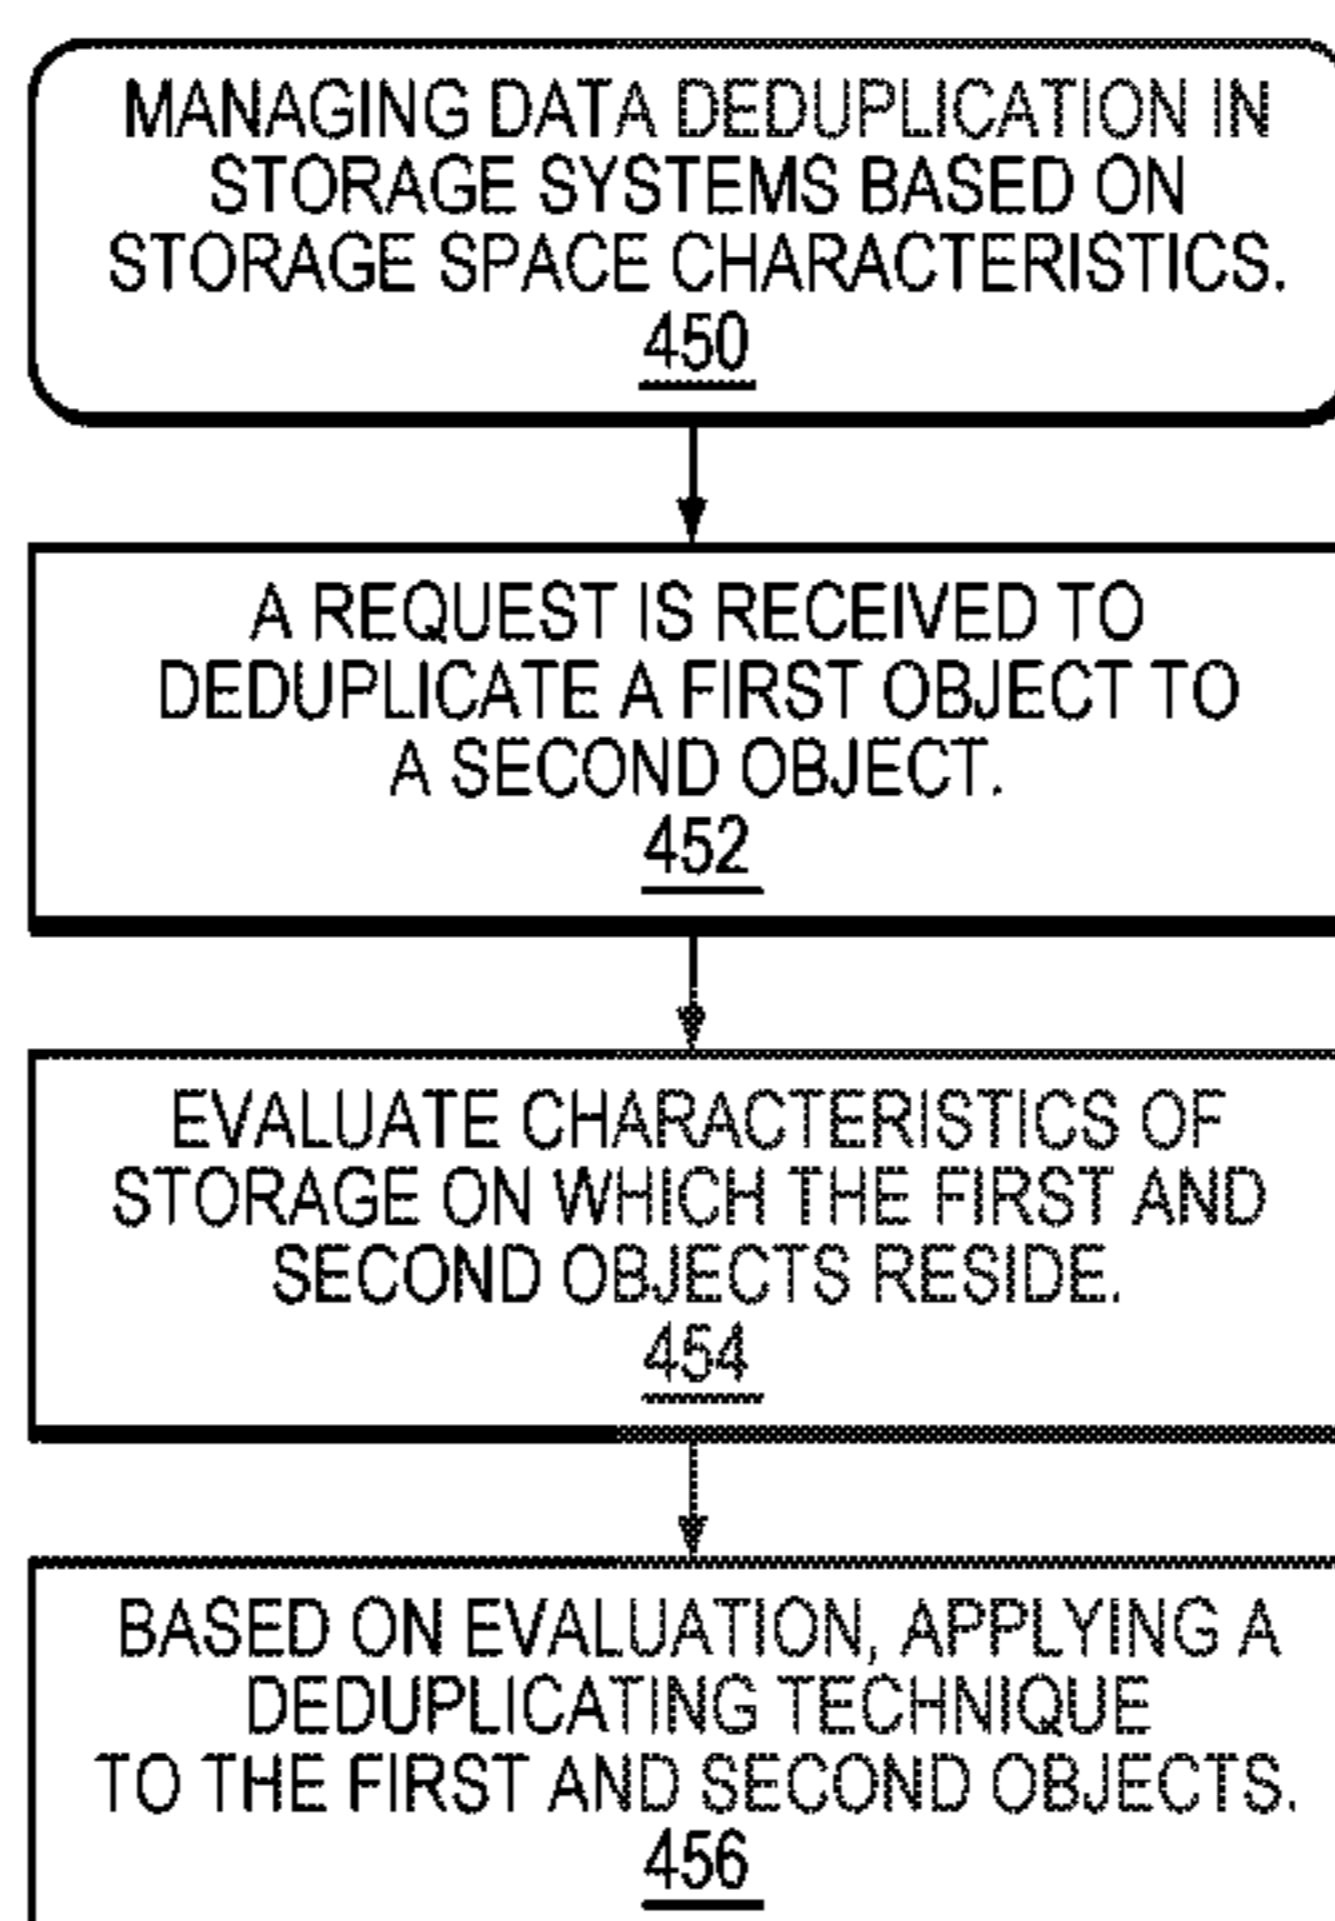 MANAGING DATA DEDUPLICATION IN
STORAGE SYSTEMS BASED ON
STORAGE SPACE CHARACTERISTICS.
450
A REQUEST IS RECEIVED TO
DEDUPLICATE A FIRST OBJECT TO
A SECOND OBJECT.
452
EVALUATE CHARACTERISTICS OF
STORAGE ON WHICH THE FIRST AND
SECOND OBJECTS RESIDE.
454
BASED ON EVALUATION, APPLYING A
DEDUPLICATING TECHNIQUE
TO THE FIRST AND SECOND OBJECTS.
456